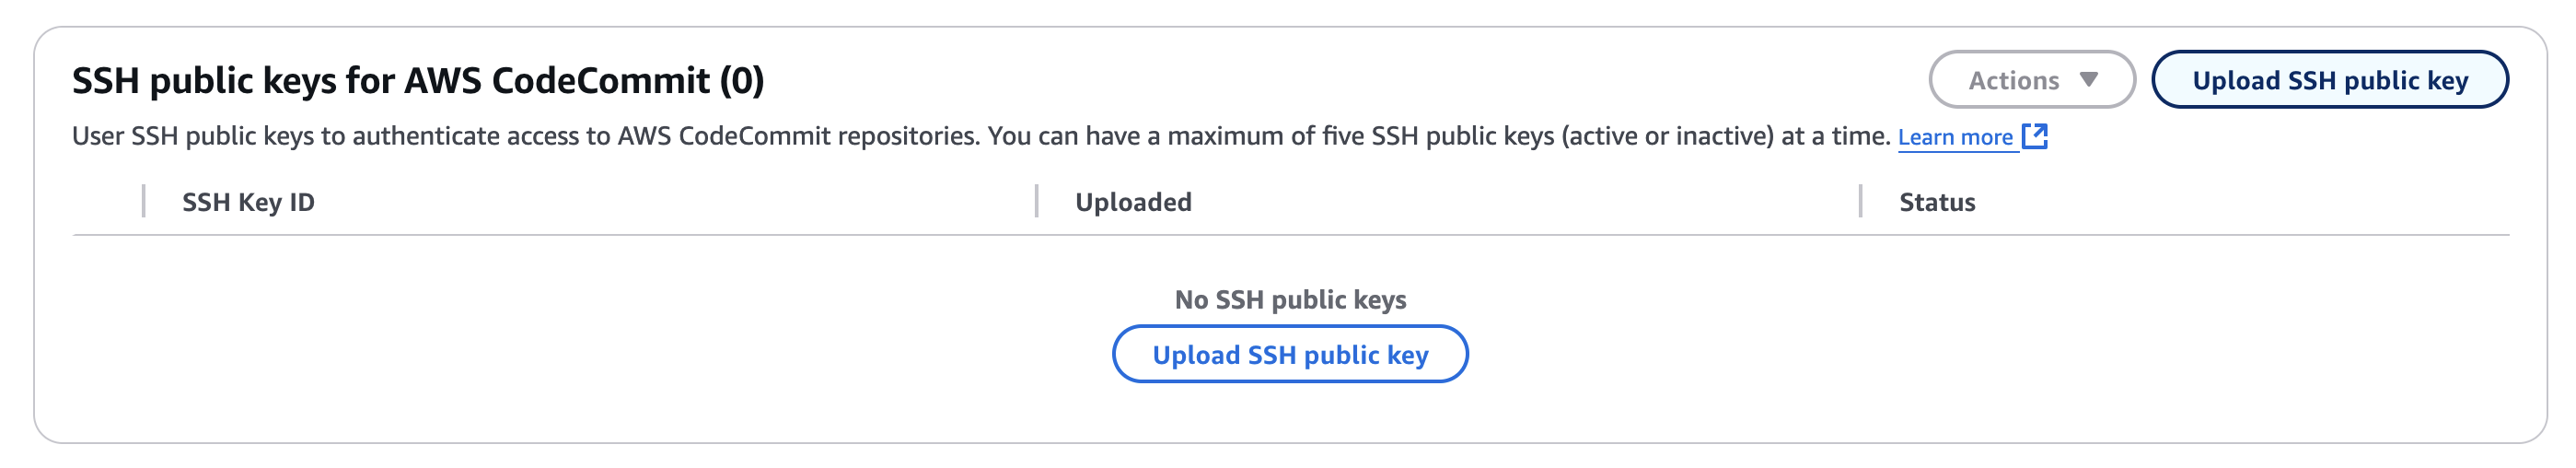 SSH public keys for AWS CodeCommit (0)
Actions
Upload SSH public key
User SSH public keys to authenticate access to AWS CodeCommit repositories. You can have a maximum of five SSH public keys (active or inactive) at a time. Learn more
SSH Key ID
Uploaded
Status
No SSH public keys
Upload SSH public key